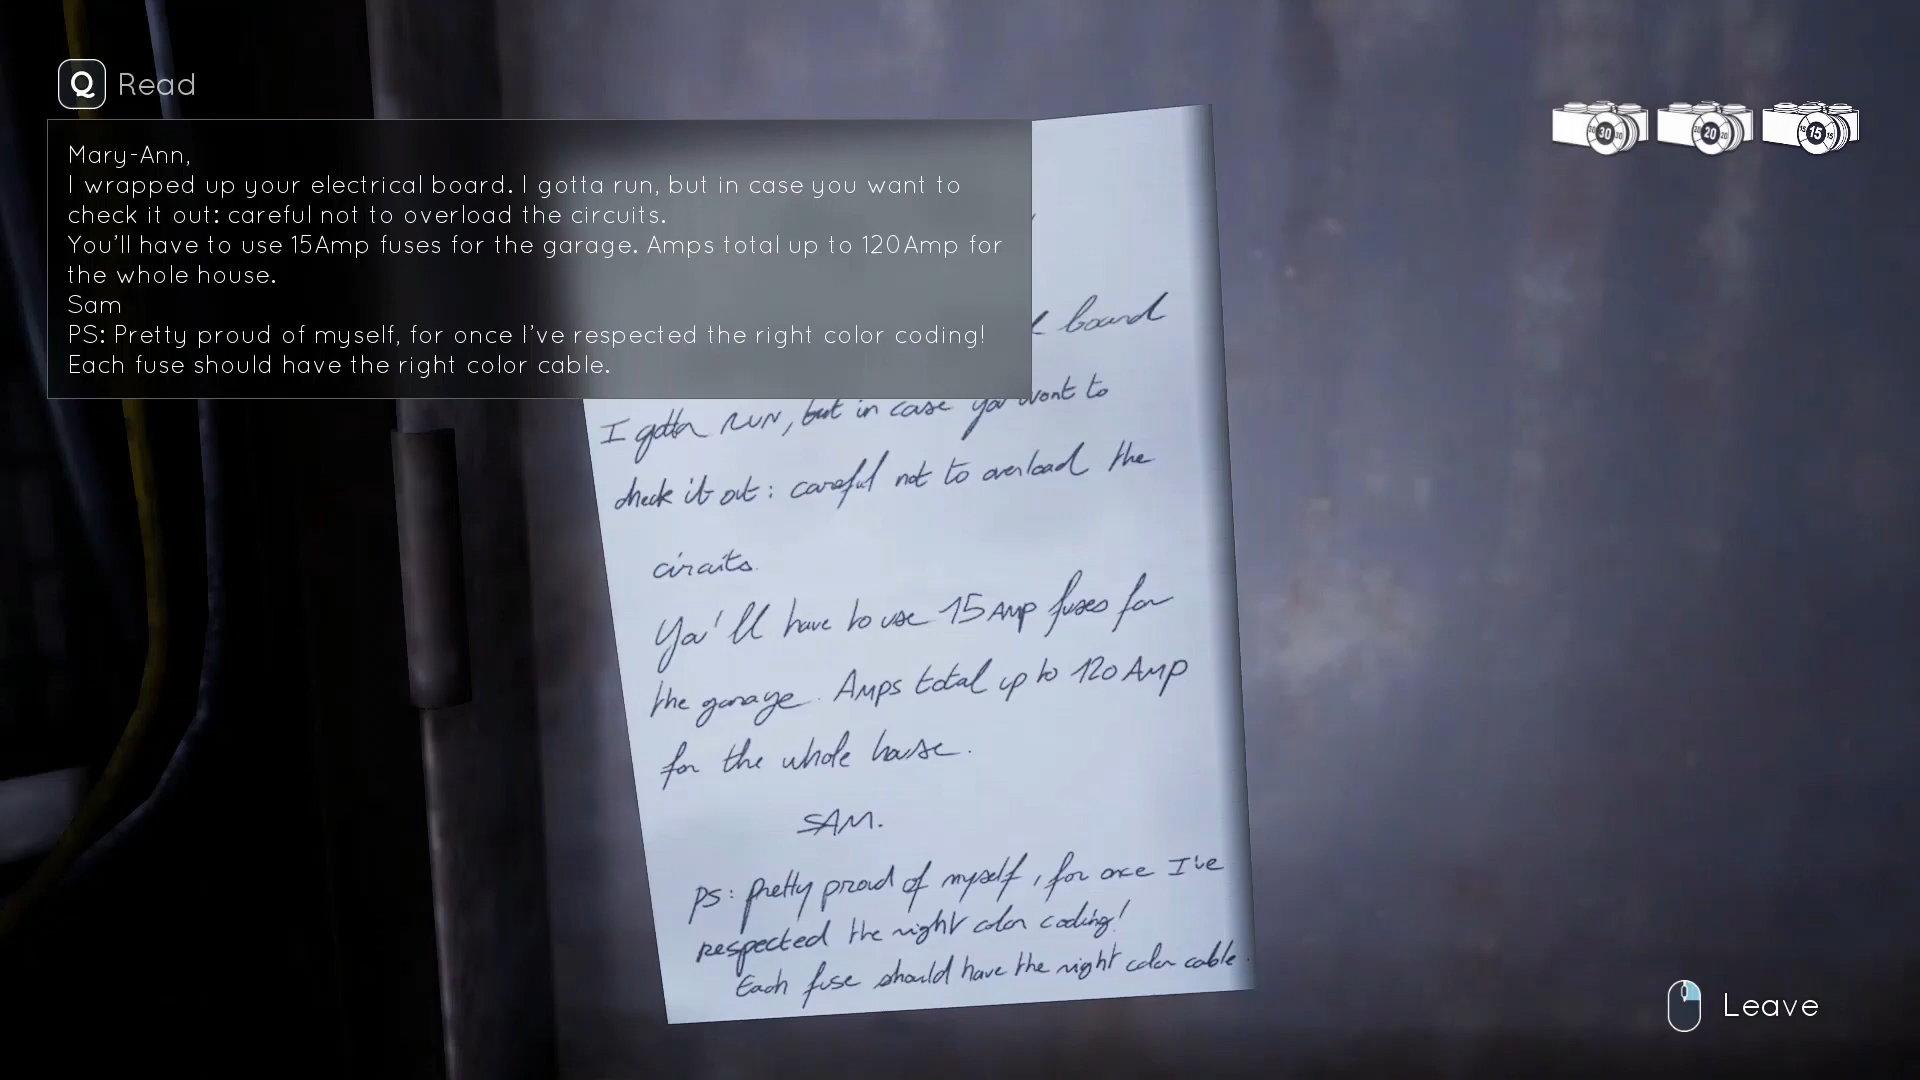 Q Read
30 30 30
20 20 20
15 15 15
Mary-Ann,
I wrapped up your electrical board. I gotta run, but in case you want to
check it out: careful not to overload the circuits.
You'll have to use 15Amp fuses for the garage. Amps total up to 120Amp for
the whole house.
Sam
PS: Pretty proud of myself, for once I've respected the right color coding!
Each fuse should have the right color cable.
board
I gotta run, but in case you want to
check it out: careful not to overload the
circuits.
You'll have to use 15Amp fuses for
the garage. Amps total up to 120 Amp
for the whole house.
SAM.
PS: pretty proud of myself, for once I've
respected the right color coding!
Each fuse should have the right color cable.
Leave